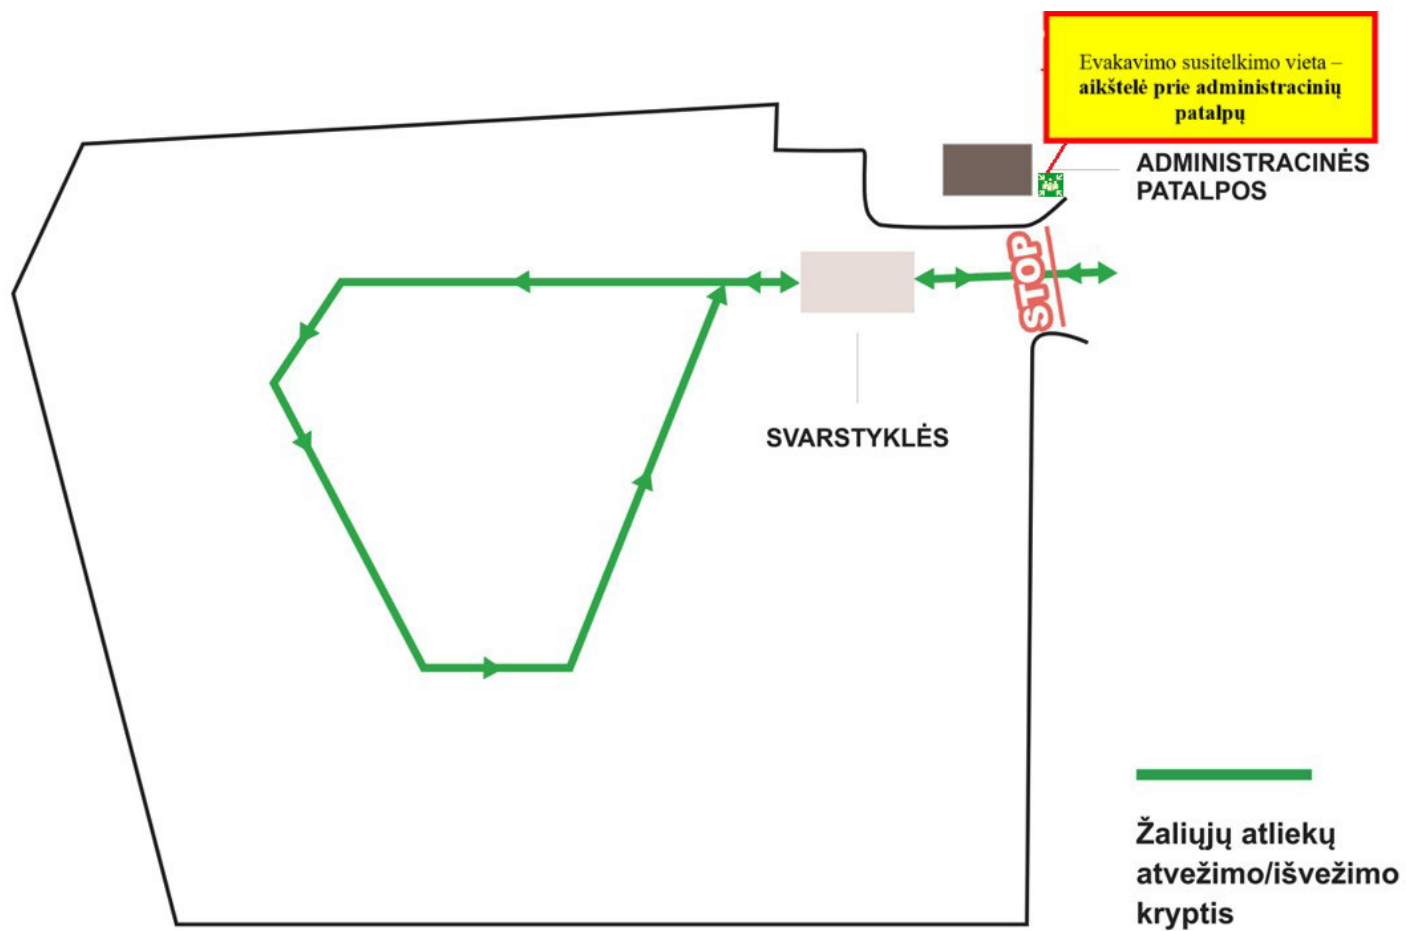 Evakavimo susitelkimo vieta –
aikštelė prie administracinių
patalpų
ADMINISTRACINĖS
PATALPOS
STOP
SVARSTYKLĖS
Žaliųjų atliekų
atvežimo/išvežimo
kryptis